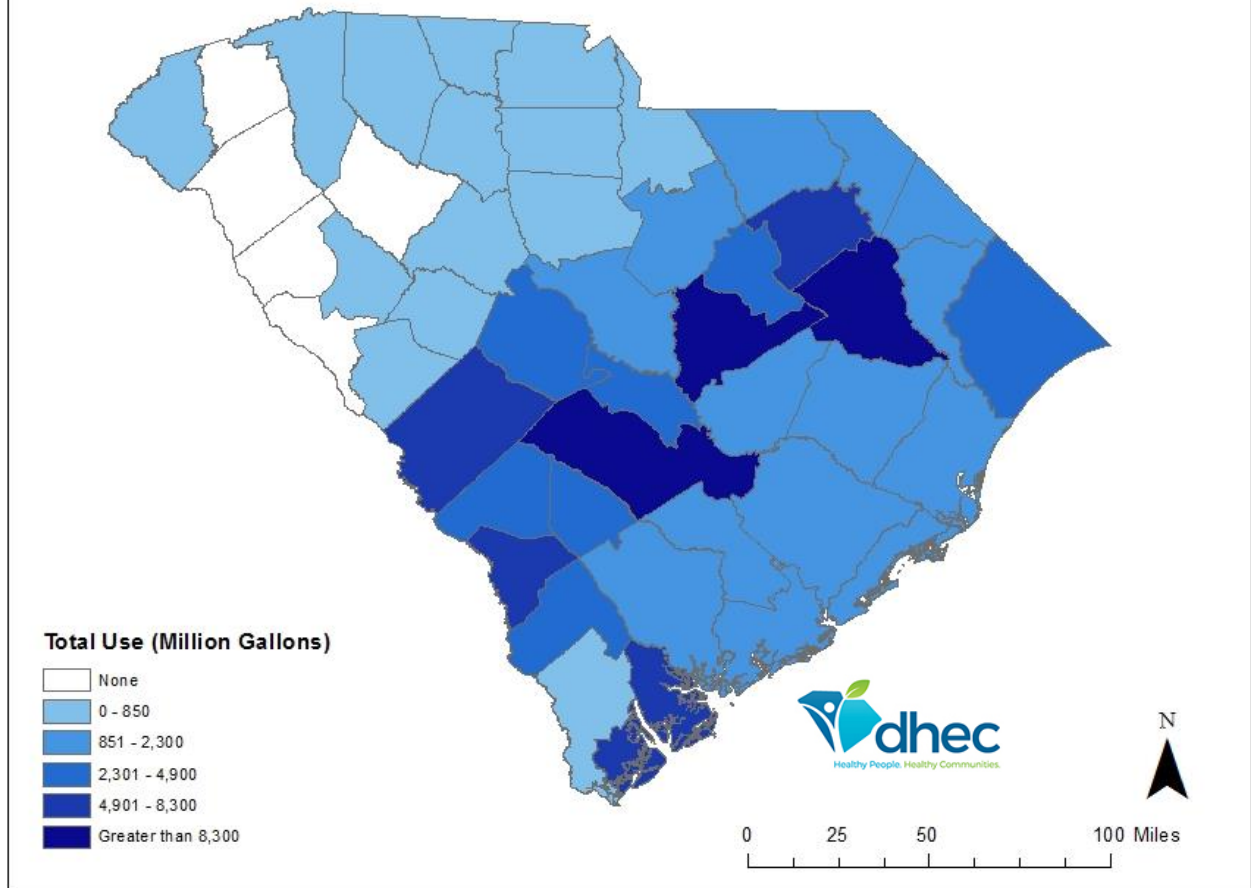 Total Use (Million Gallons)
None
0 - 850
851 - 2,300
2,301 - 4,900
4,901 - 8,300
Greater than 8,300
dhec
Healthy People. Healthy Communities.
N
0 25 50 100 Miles